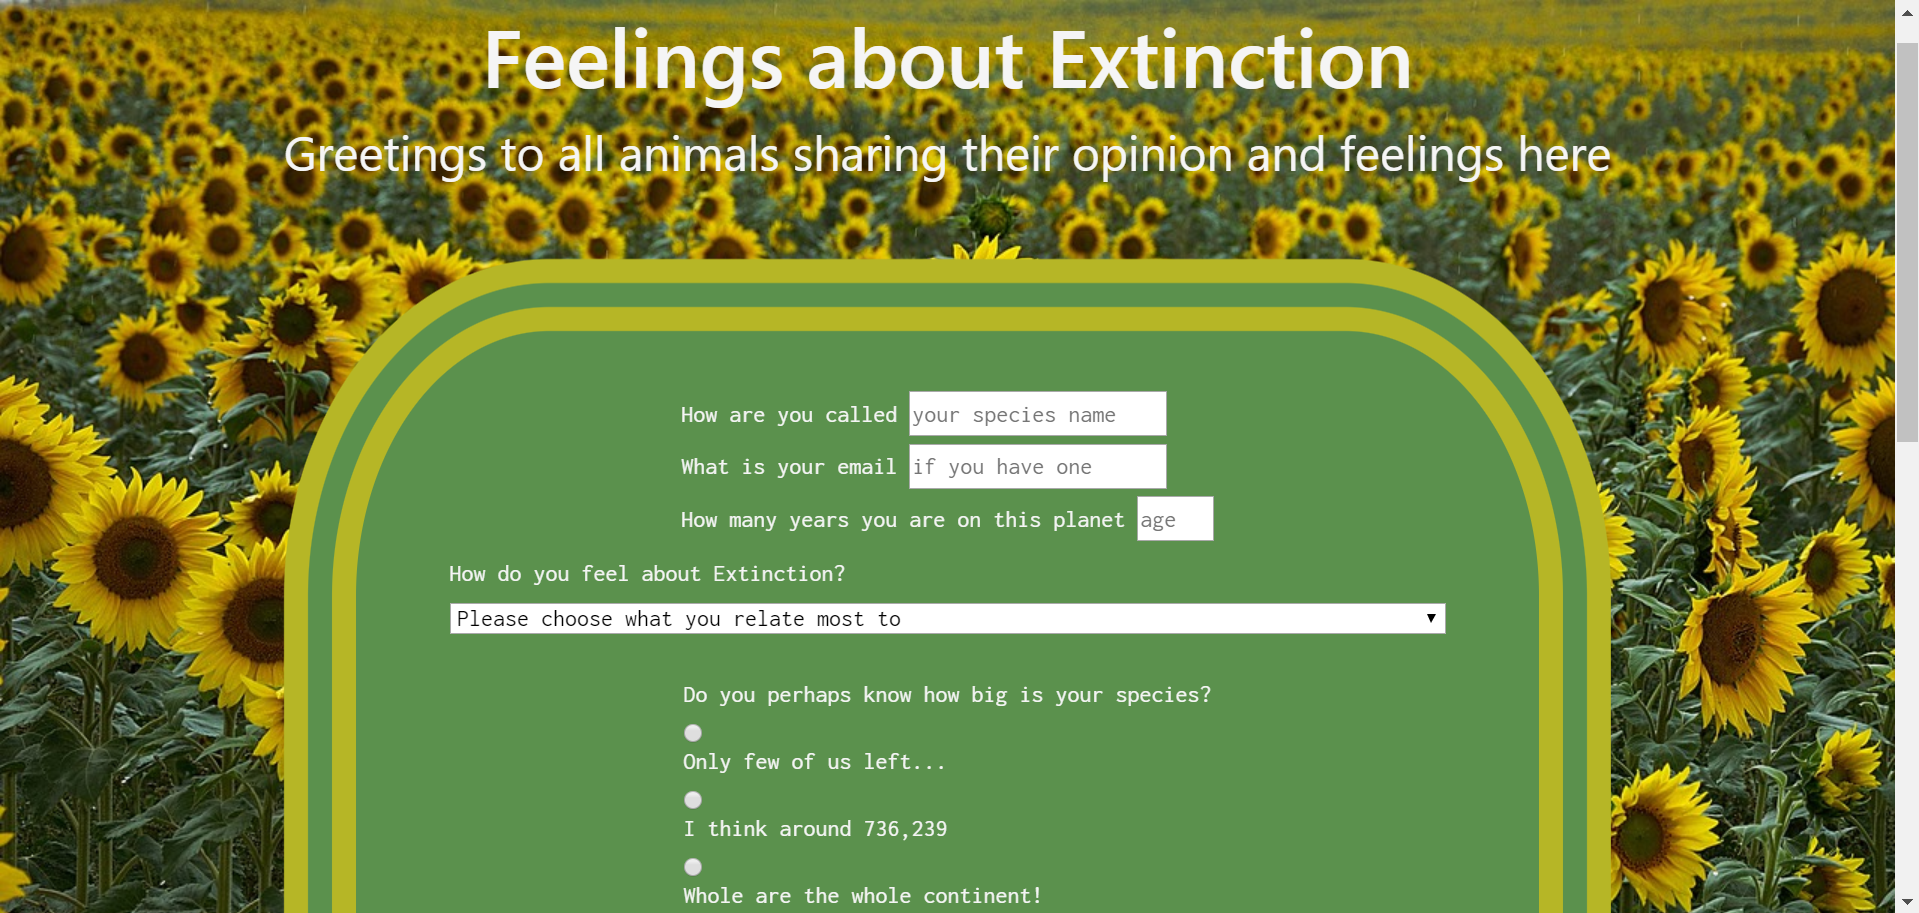 Feelings about Extinction
Greetings to all animals sharing their opinion and feelings here
How are you called your species name
What is your email if you have one
How many years you are on this planet age
How do you feel about Extinction?
Please choose what you relate most to
Do you perhaps know how big is your species?
Only few of us left...
I think around 736,239
Whole are the whole continent!